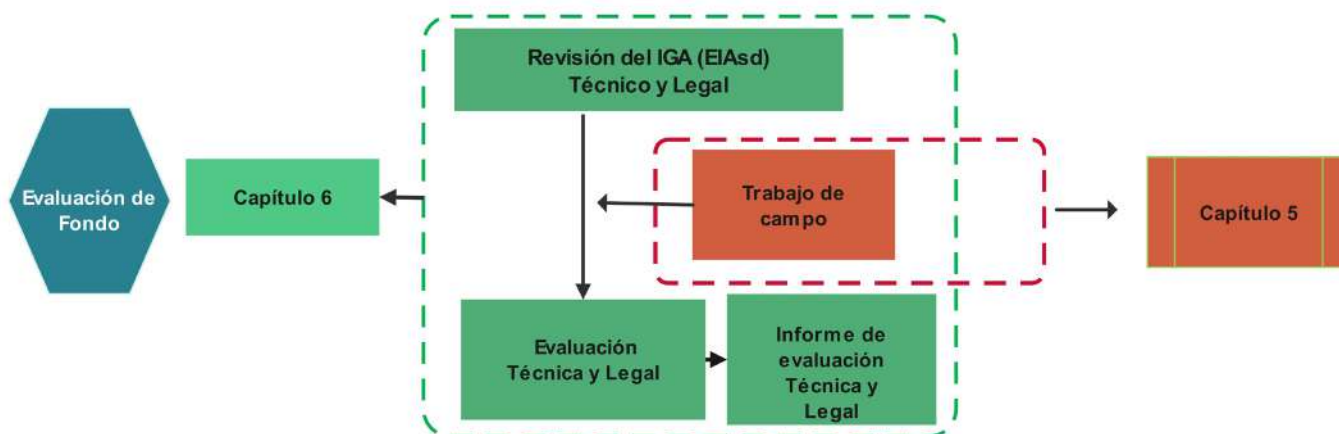 Revisión del IGA (EIAsd)
Técnico y Legal
Evaluación de
Fondo
Capítulo 6
Trabajo de
campo
Capítulo 5
Evaluación
Técnica y Legal
Informe de
evaluación
Técnica y
Legal